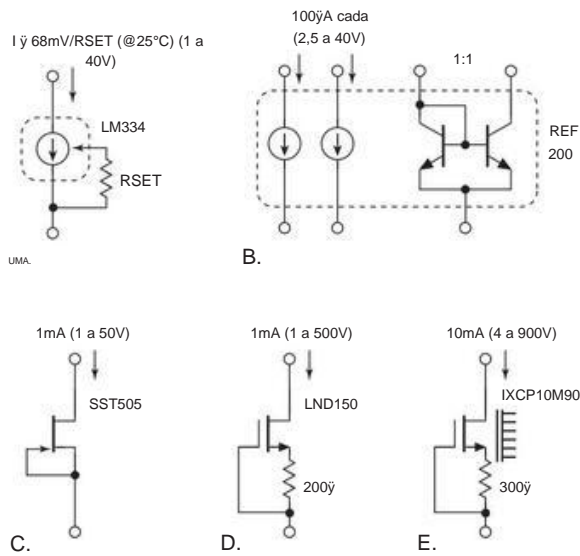 I ÿ 68mV/RSET (@25°C) (1 a
40V)
LM334
RSET
UMA.
100ÿA cada
(2,5 a 40V)
1:1
REF
200
B.
1mA (1 a 50V)
SST505
C.
1mA (1 a 500V)
LND150
200ÿ
D.
10mA (4 a 900V)
IXCP10M90
300ÿ
E.